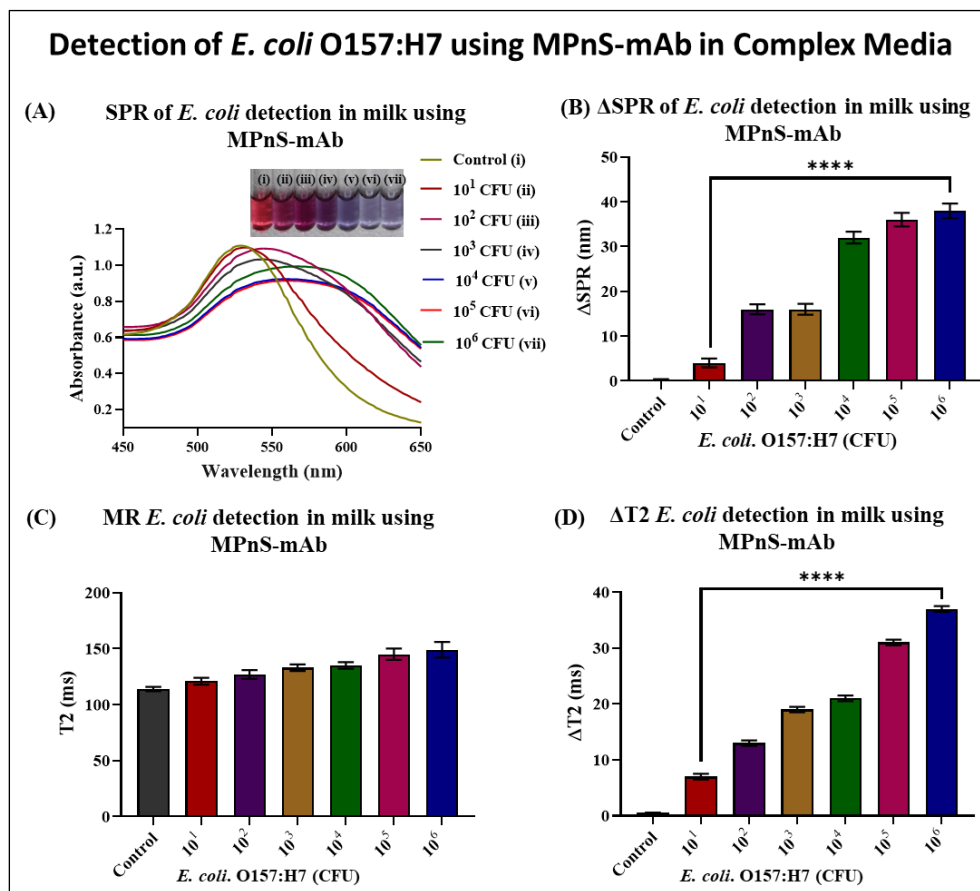 Detection of E. coli O157:H7 using MPnS-mAb in Complex Media
(A)
SPR of E. coli detection in milk using
MPnS-mAb
(i) (ii) (iii) (iv) (v) (vi) (vii)
Control (i)
10¹ CFU (ii)
10² CFU (iii)
10³ CFU (iv)
10⁴ CFU (v)
10⁵ CFU (vi)
10⁶ CFU (vii)
1.2
1.0
0.8
0.6
0.4
0.2
Absorbance (a.u.)
450 500 550 600 650
Wavelength (nm)
(B)
ΔSPR of E. coli detection in milk using
MPnS-mAb
****
50
40
30
20
10
0
ΔSPR (nm)
Control 10¹ 10² 10³ 10⁴ 10⁵ 10⁶
E. coli. O157:H7 (CFU)
(C)
MR E. coli detection in milk using
MPnS-mAb
200
150
100
50
0
T2 (ms)
Control 10¹ 10² 10³ 10⁴ 10⁵ 10⁶
E. coli. O157:H7 (CFU)
(D)
ΔT2 E. coli detection in milk using
MPnS-mAb
****
40
30
20
10
0
ΔT2 (ms)
Control 10¹ 10² 10³ 10⁴ 10⁵ 10⁶
E. coli. O157:H7 (CFU)